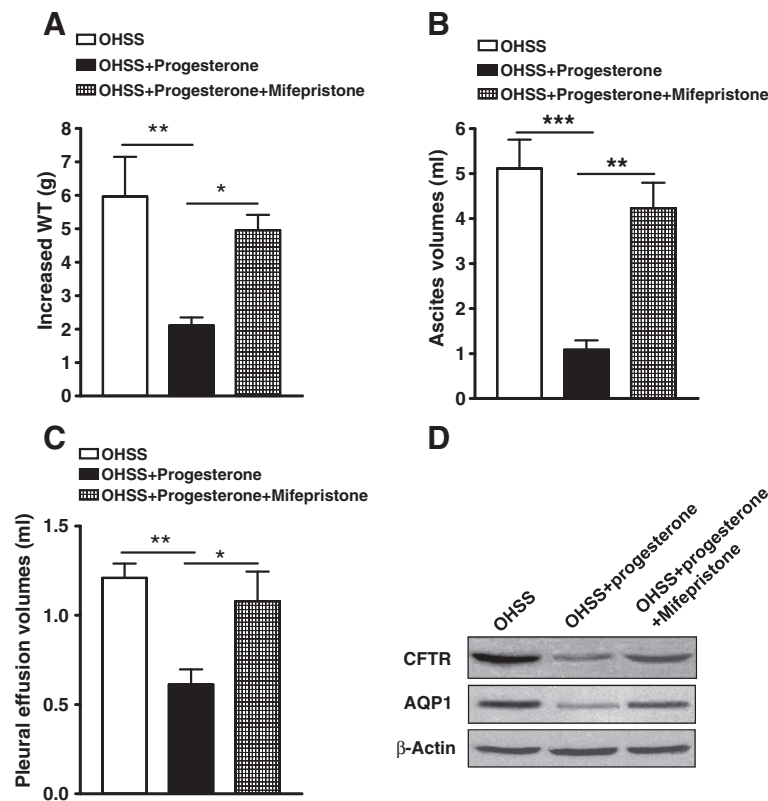 A
OHSS
OHSS+Progesterone
OHSS+Progesterone+Mifepristone
**
*
Increased WT (g)
8
7
6
5
4
3
2
1
0
B
OHSS
OHSS+Progesterone
OHSS+Progesterone+Mifepristone
***
**
Ascites volumes (ml)
6
5
4
3
2
1
0
C
OHSS
OHSS+Progesterone
OHSS+Progesterone+Mifepristone
**
*
Pleural effusion volumes (ml)
1.5
1.0
0.5
0.0
D
OHSS
OHSS+progesterone
OHSS+progesterone
+Mifepristone
CFTR
AQP1
β-Actin